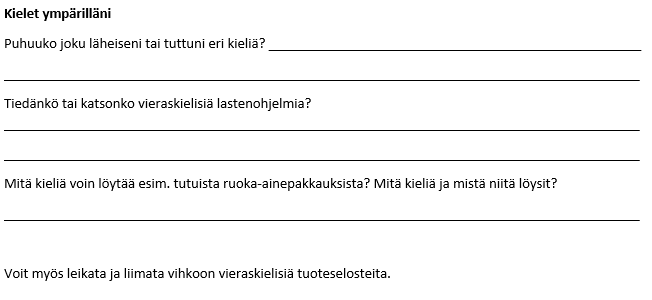 Kielet ympärilläni
Puhuuko joku läheiseni tai tuttuni eri kieliä?
Tiedänkö tai katsonko vieraskielisiä lastenohjelmia?
Mitä kieliä voin löytää esim. tutuista ruoka-ainepakkauksista? Mitä kieliä ja mistä niitä löysit?
Voit myös leikata ja liimata vihkoon vieraskielisiä tuoteselosteita.